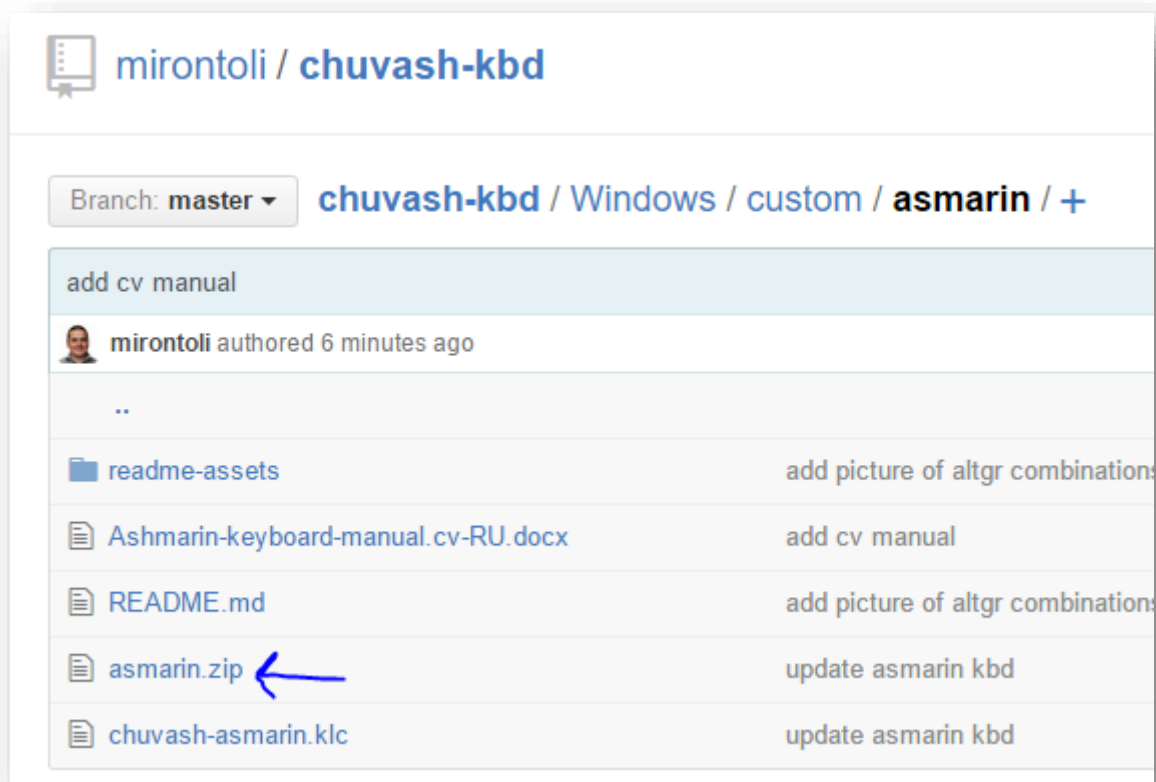 mirontoli / chuvash-kbd
Branch: master chuvash-kbd / Windows / custom / asmarin / +
add cv manual
mirontoli authored 6 minutes ago
..
readme-assets add picture of altgr combinations
Ashmarin-keyboard-manual.cv-RU.docx add cv manual
README.md add picture of altgr combinations
asmarin.zip update asmarin kbd
chuvash-asmarin.klc update asmarin kbd